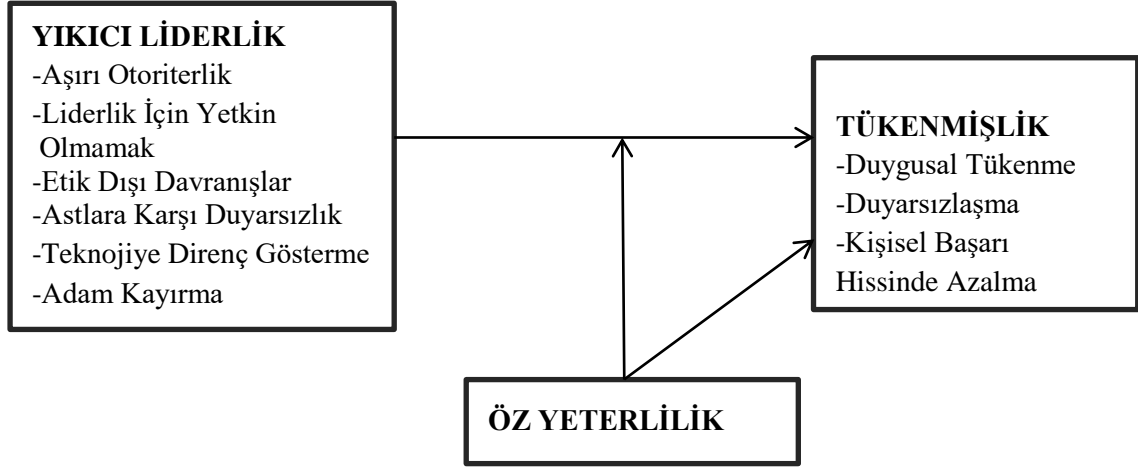 YIKICI LİDERLİK
-Aşırı Otoriterlik
-Liderlik İçin Yetkin
Olmamak
-Etik Dışı Davranışlar
-Astlara Karşı Duyarsızlık
-Teknojiye Direnç Gösterme
-Adam Kayırma
TÜKENMİŞLİK
-Duygusal Tükenme
-Duyarsızlaşma
-Kişisel Başarı
Hissinde Azalma
ÖZ YETERLİLİK